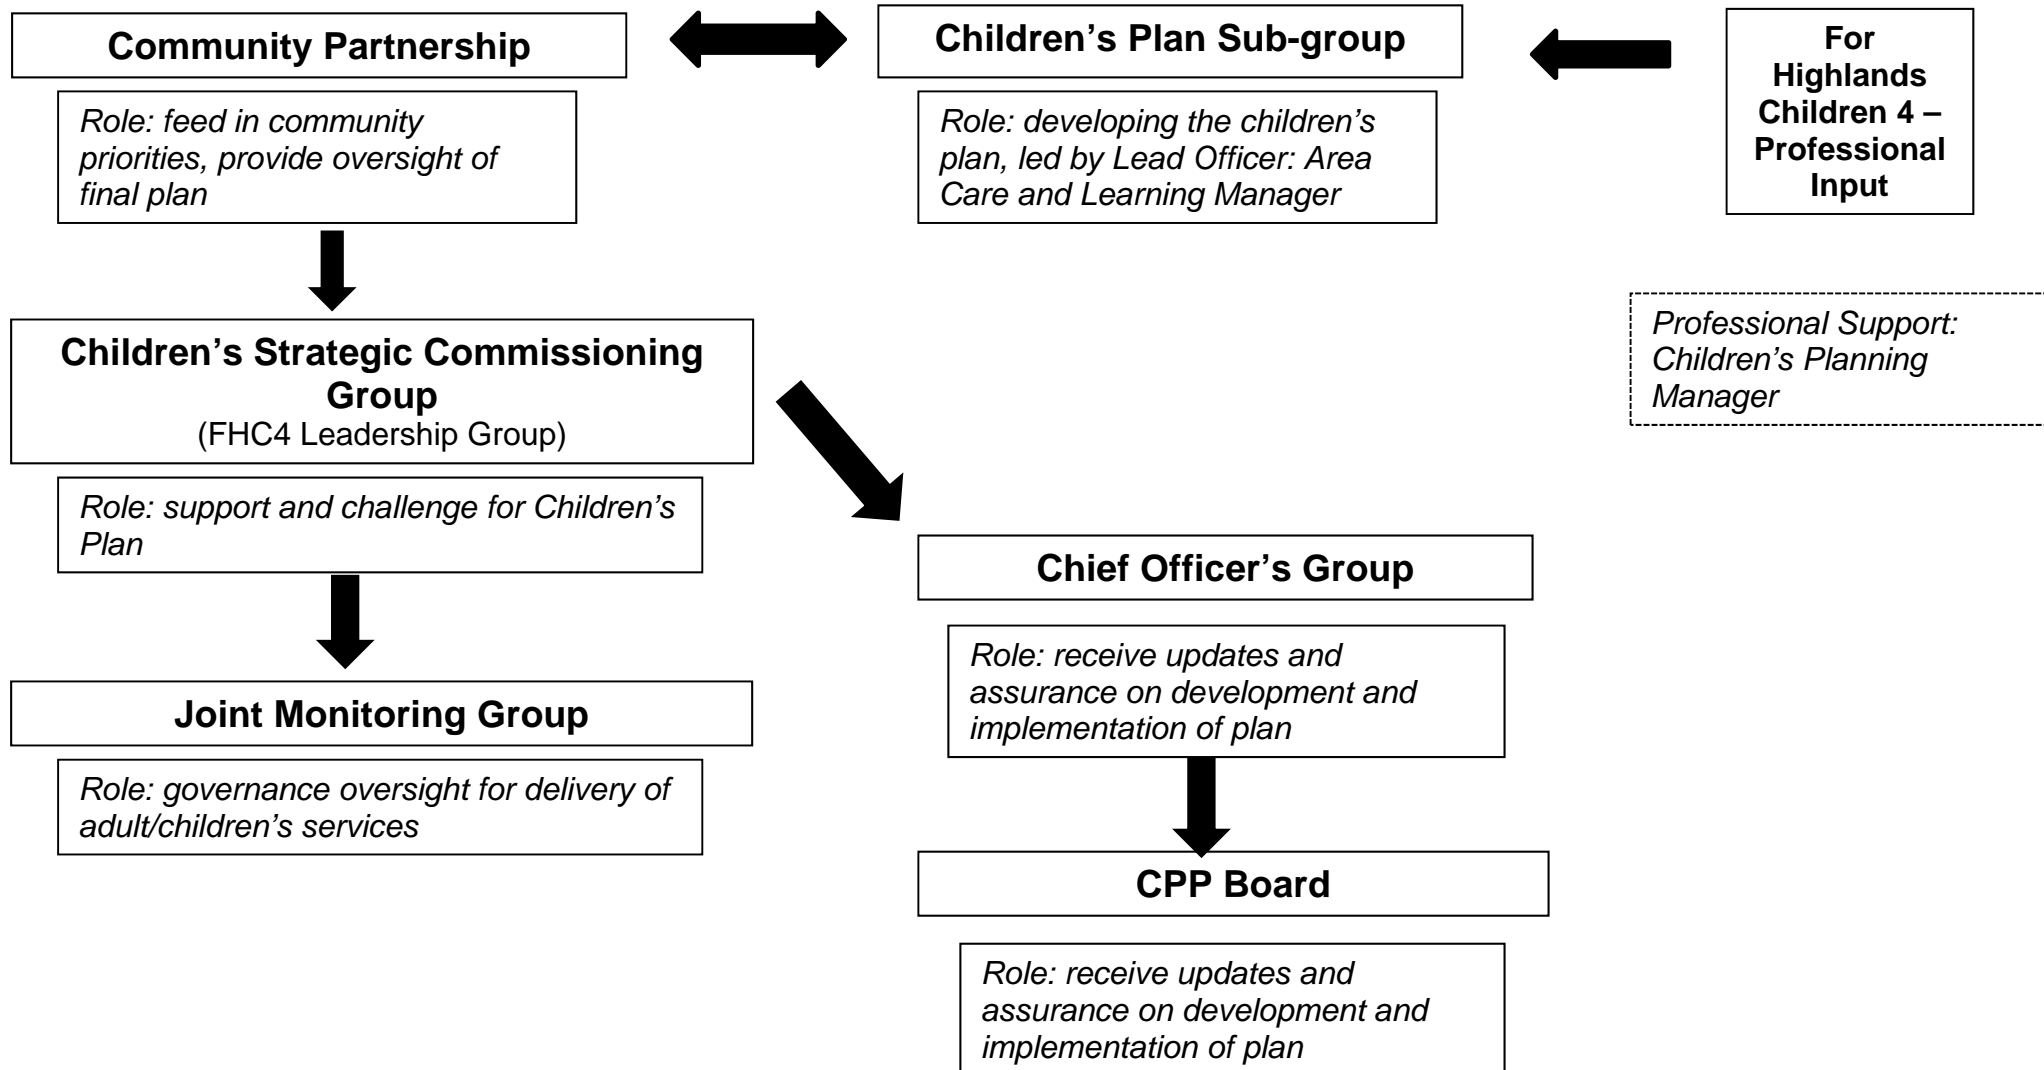 Community Partnership
Role: feed in community
priorities, provide oversight of
final plan
Children’s Plan Sub-group
Role: developing the children’s
plan, led by Lead Officer: Area
Care and Learning Manager
For
Highlands
Children 4 –
Professional
Input
Professional Support:
Children’s Planning
Manager
Children’s Strategic Commissioning
Group
(FHC4 Leadership Group)
Role: support and challenge for Children’s
Plan
Joint Monitoring Group
Role: governance oversight for delivery of
adult/children’s services
Chief Officer’s Group
Role: receive updates and
assurance on development and
implementation of plan
CPP Board
Role: receive updates and
assurance on development and
implementation of plan